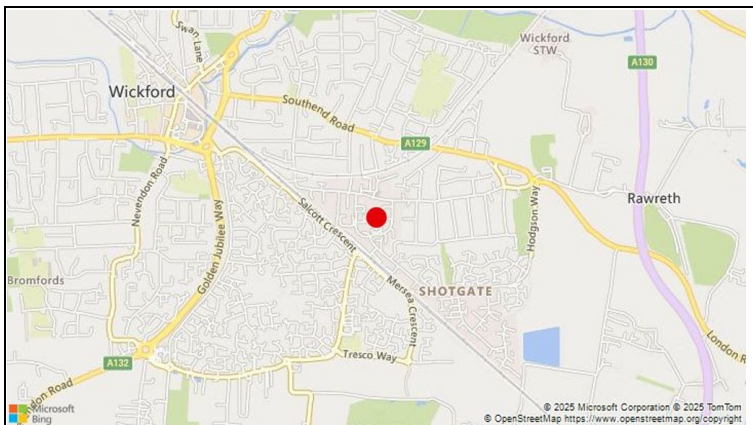 Swan Lane
Wickford
STW
A130
Wickford
Southend Road
A129
Nevendon Road
Golden Jubilee Way
Salcott Crescent
Hodgson Way
Rawreth
Bromfords
Mersea Crescent
SHOTGATE
Tresco Way
London R
A132
don Road
Microsoft
Bing
© 2025 Microsoft Corporation © 2025 TomTom
© OpenStreetMap https://www.openstreetmap.org/copyright